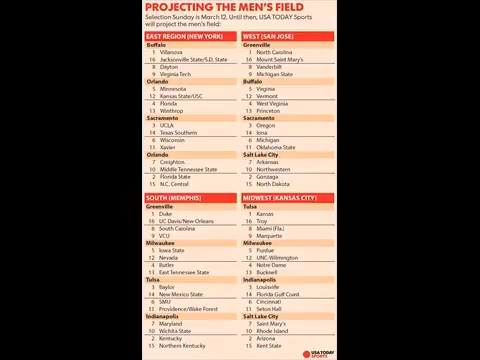 PROJECTING THE MEN'S FIELD
Selection Sunday is March 12. Until then, USA TODAY Sports
will project the men's field:
EAST REGION (NEW YORK)
Buffalo
1 Villanova
16 Jacksonville State/S.D. State
8 Dayton
9 Virginia Tech
Orlando
5 Minnesota
12 Kansas State/USC
4 Florida
13 Winthrop
Sacramento
3 UCLA
14 Texas Southern
6 Wisconsin
11 Xavier
Orlando
7 Creighton
10 Middle Tennessee State
2 Florida State
15 N.C. Central
WEST (SAN JOSE)
Greenville
1 North Carolina
16 Mount Saint Mary's
8 Vanderbilt
9 Michigan State
Buffalo
5 Virginia
12 Vermont
4 West Virginia
13 Princeton
Sacramento
3 Oregon
14 Iona
6 Michigan
11 Oklahoma State
Salt Lake City
7 Arkansas
10 Northwestern
2 Gonzaga
15 North Dakota
SOUTH (MEMPHIS)
Greenville
1 Duke
16 UC Davis/New Orleans
8 South Carolina
9 VCU
Milwaukee
5 Iowa State
12 Nevada
4 Butler
13 East Tennessee State
Tulsa
3 Baylor
14 New Mexico State
6 SMU
11 Providence/Wake Forest
Indianapolis
7 Maryland
10 Wichita State
2 Kentucky
15 Northern Kentucky
MIDWEST (KANSAS CITY)
Tulsa
1 Kansas
16 Troy
8 Miami (Fla.)
9 Marquette
Milwaukee
5 Purdue
12 UNC-Wilmington
4 Notre Dame
13 Bucknell
Indianapolis
3 Louisville
14 Florida Gulf Coast
6 Cincinnati
11 Seton Hall
Salt Lake City
7 Saint Mary's
10 Rhode Island
2 Arizona
15 Kent State
USA TODAY
SPORTS